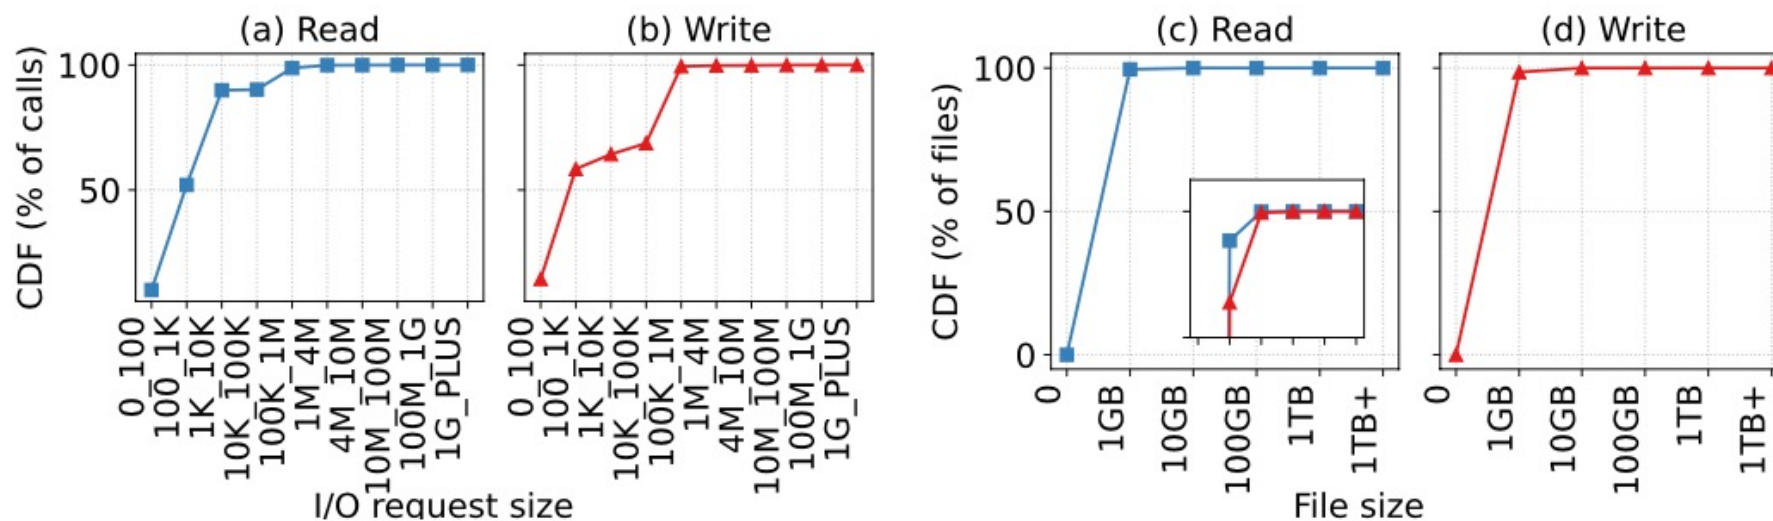 (a) Read
(b) Write
(c) Read
(d) Write
CDF (% of calls)
100
50
0_100
100_1K
1K_10K
10K_100K
100K_1M
1M_4M
4M_10M
10M_100M
100M_1G
1G_PLUS
0_100
100_1K
1K_10K
10K_100K
100K_1M
1M_4M
4M_10M
10M_100M
100M_1G
1G_PLUS
I/O request size
CDF (% of files)
100
50
0
0
1GB
10GB
100GB
1TB
1TB+
0
1GB
10GB
100GB
1TB
1TB+
File size